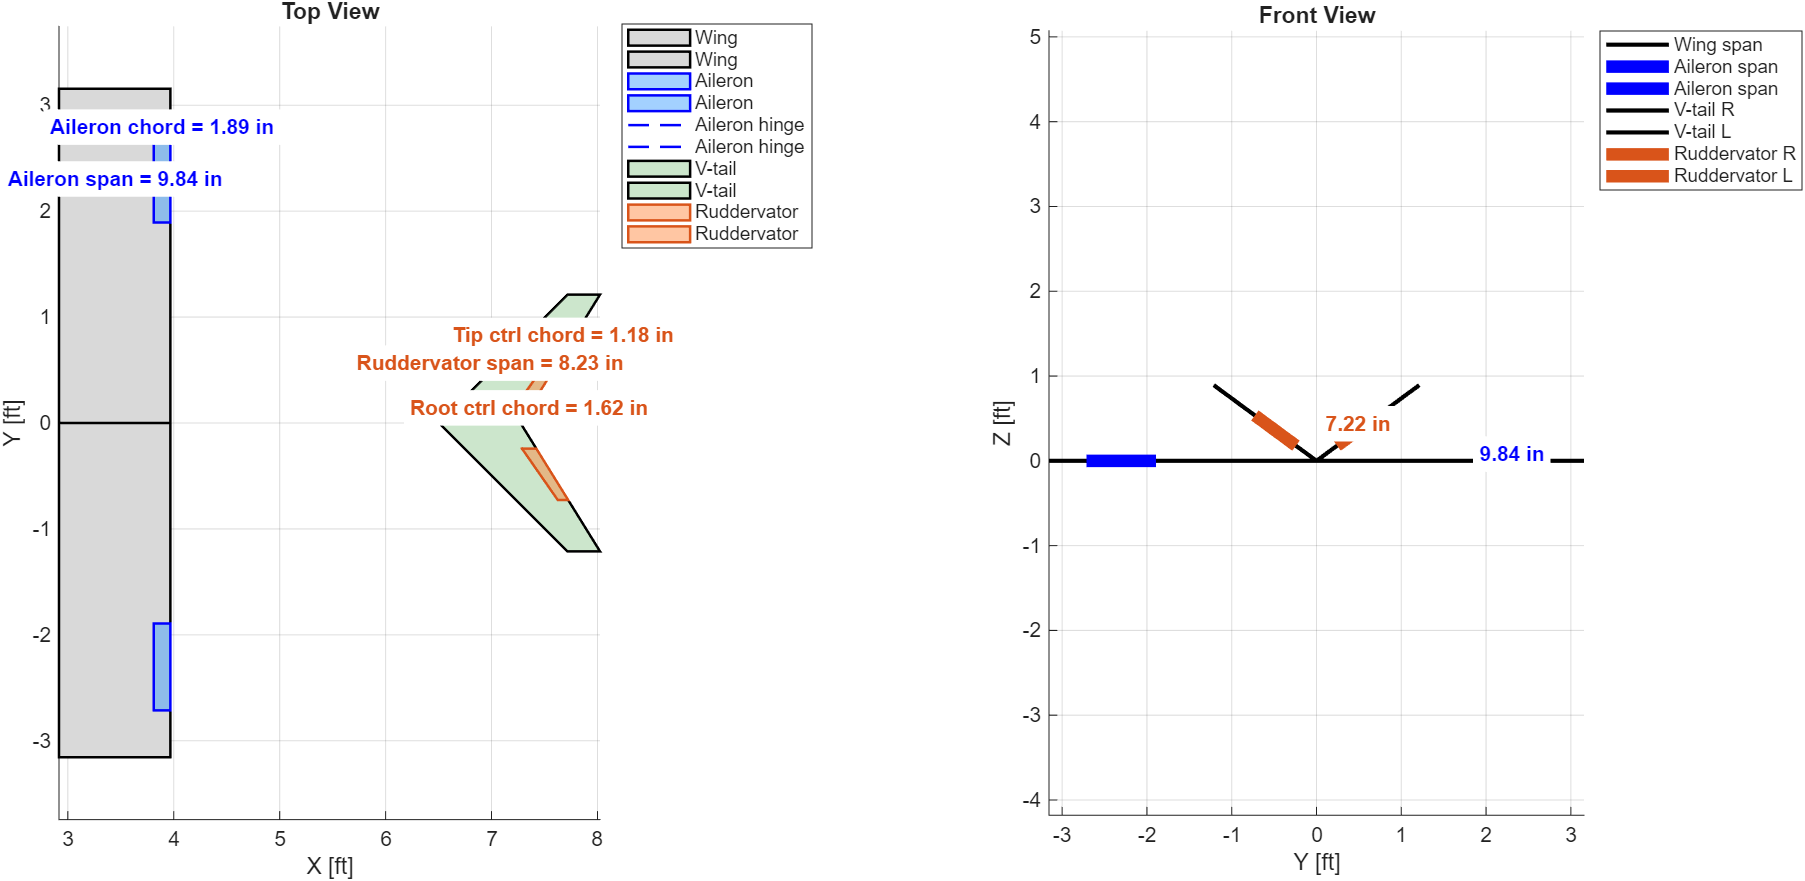 Top View
3
2
1
0
-1
-2
-3
Y [ft]
3
4
5
6
7
8
X [ft]
Aileron chord = 1.89 in
Aileron span = 9.84 in
Tip ctrl chord = 1.18 in
Ruddervator span = 8.23 in
Root ctrl chord = 1.62 in
Wing
Wing
Aileron
Aileron
Aileron hinge
Aileron hinge
V-tail
V-tail
Ruddervator
Ruddervator
Front View
5
4
3
2
1
0
-1
-2
-3
-4
Z [ft]
-3
-2
-1
0
1
2
3
Y [ft]
7.22 in
9.84 in
Wing span
Aileron span
Aileron span
V-tail R
V-tail L
Ruddervator R
Ruddervator L